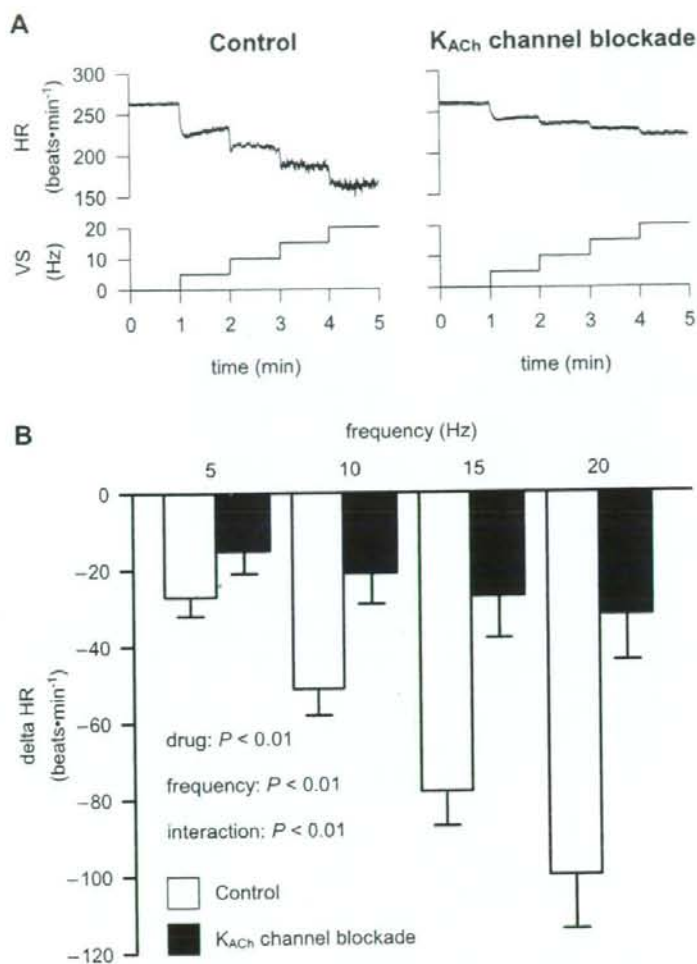 A
Control
K_ACh channel blockade
HR
(beats•min⁻¹)
300
250
200
150
VS
(Hz)
20
10
0
0 1 2 3 4 5
time (min)
0 1 2 3 4 5
time (min)
B
frequency (Hz)
5 10 15 20
delta HR
(beats•min⁻¹)
0
−20
−40
−60
−80
−100
−120
drug: P < 0.01
frequency: P < 0.01
interaction: P < 0.01
Control
K_ACh channel blockade